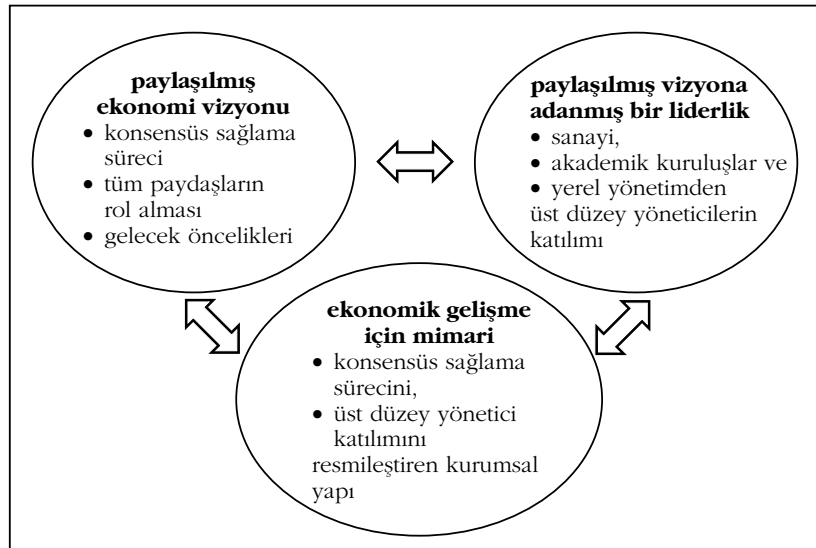 paylaşılmış
ekonomi vizyonu
• konsensüs sağlama
süreci
• tüm paydaşların
rol alması
• gelecek öncelikleri
paylaşılmış vizyona
adanmış bir liderlik
• sanayi,
• akademik kuruluşlar ve
• yerel yönetimden
üst düzey yöneticilerin
katılımı
ekonomik gelişme
için mimari
• konsensüs sağlama
sürecini,
• üst düzey yönetici
katılımını
resmileştiren kurumsal
yapı